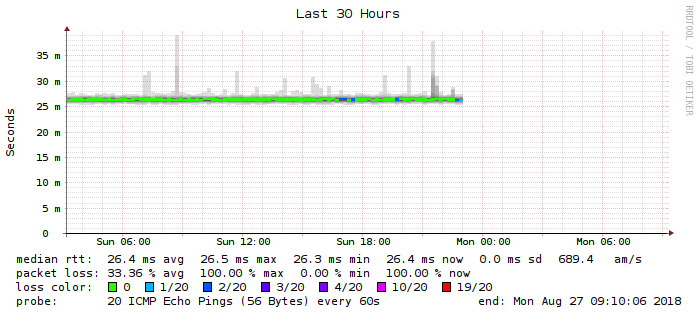 Last 30 Hours
RRDTOOL / TOBI OETIKER
Seconds
35 m
30 m
25 m
20 m
15 m
10 m
5 m
0
Sun 06:00 Sun 12:00 Sun 18:00 Mon 00:00 Mon 06:00
median rtt: 26.4 ms avg 26.5 ms max 26.3 ms min 26.4 ms now 0.0 ms sd 689.4 am/s
packet loss: 33.36 % avg 100.00 % max 0.00 % min 100.00 % now
loss color: 0 1/20 2/20 3/20 4/20 10/20 19/20
probe: 20 ICMP Echo Pings (56 Bytes) every 60s end: Mon Aug 27 09:10:06 2018